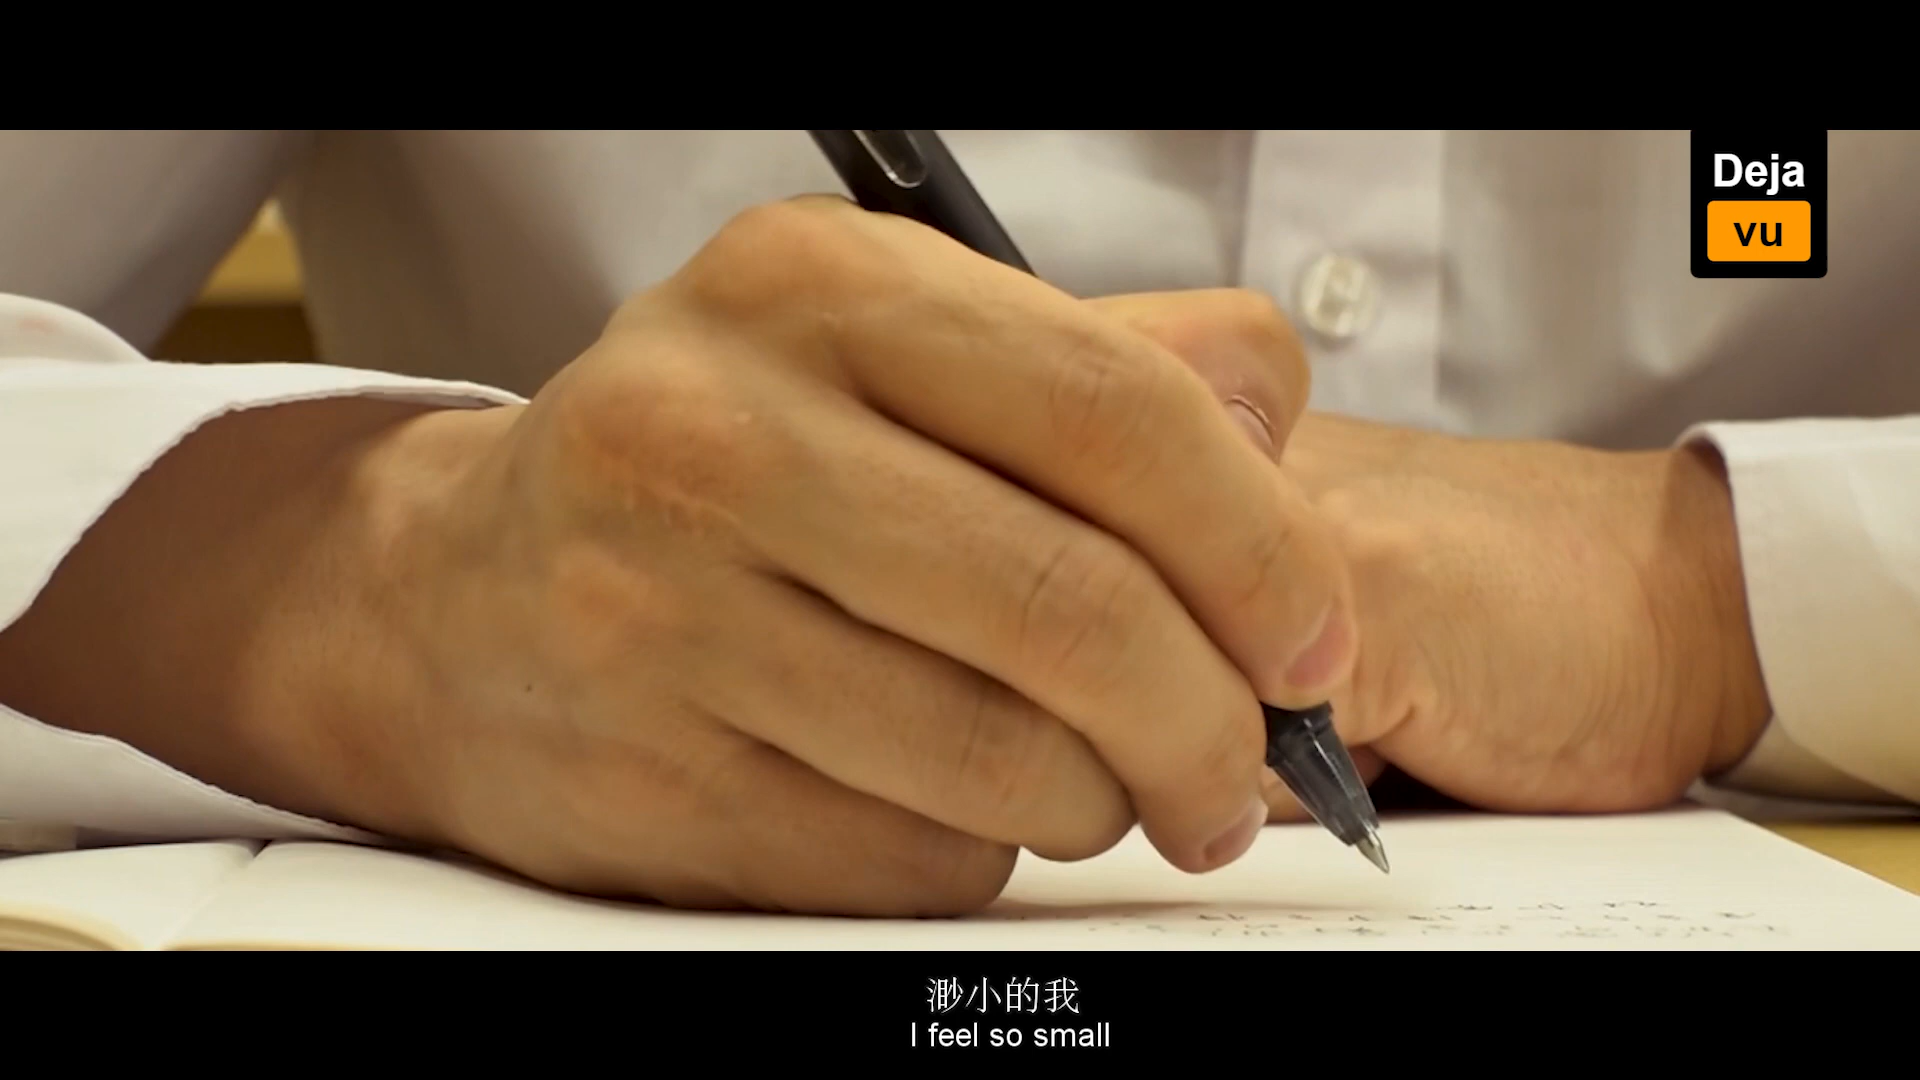 Deja
vu
渺小的我
I feel so small